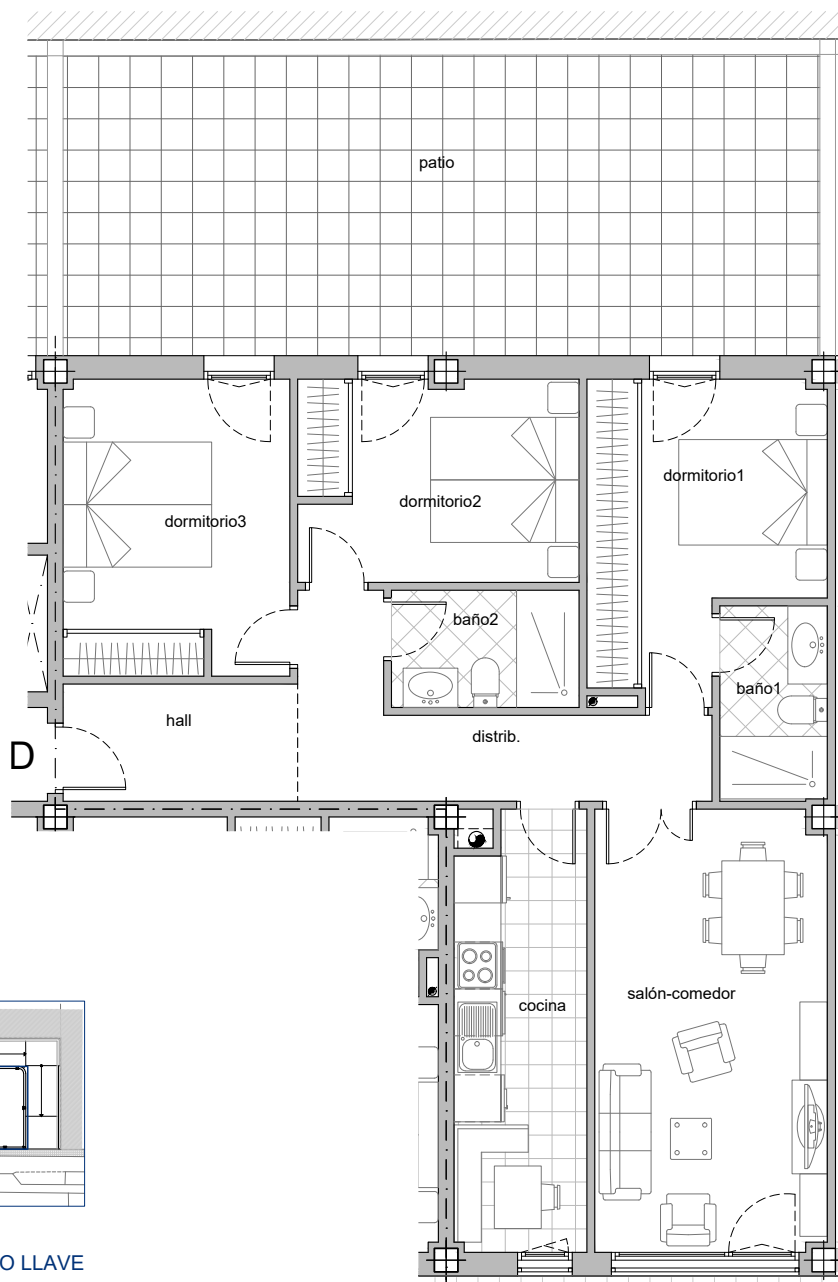 patio
dormitorio1
dormitorio2
dormitorio3
baño2
baño1
hall
distrib.
D
cocina
salón-comedor
O LLAVE